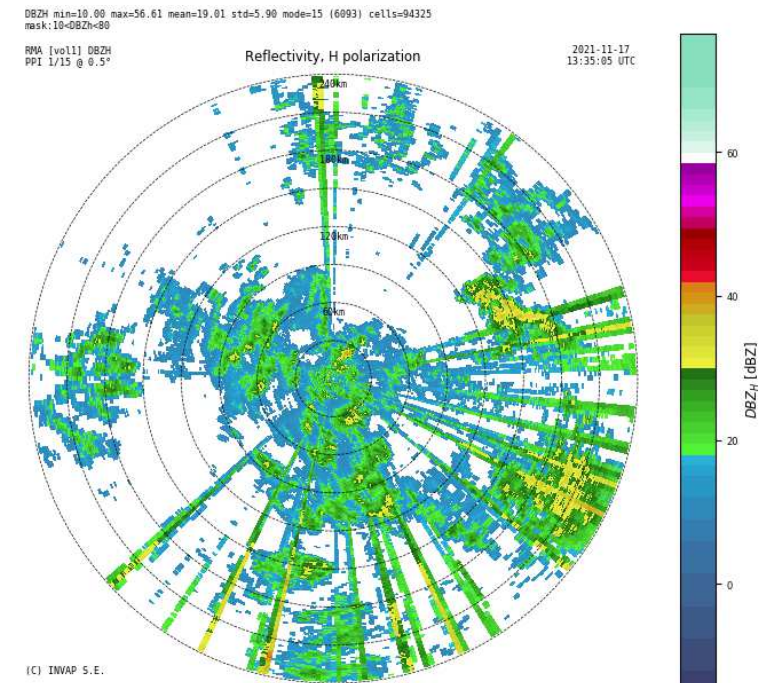 DBZH min=10.00 max=56.61 mean=19.01 std=5.90 mode=15 (6093) cells=94325
mask:10<DBZh<80
RMA [vol1] DBZH
PPI 1/15 @ 0.5°
Reflectivity, H polarization
2021-11-17
13:35:05 UTC
240km
180km
120km
60km
60
40
20
0
DBZH [dBZ]
(C) INVAP S.E.